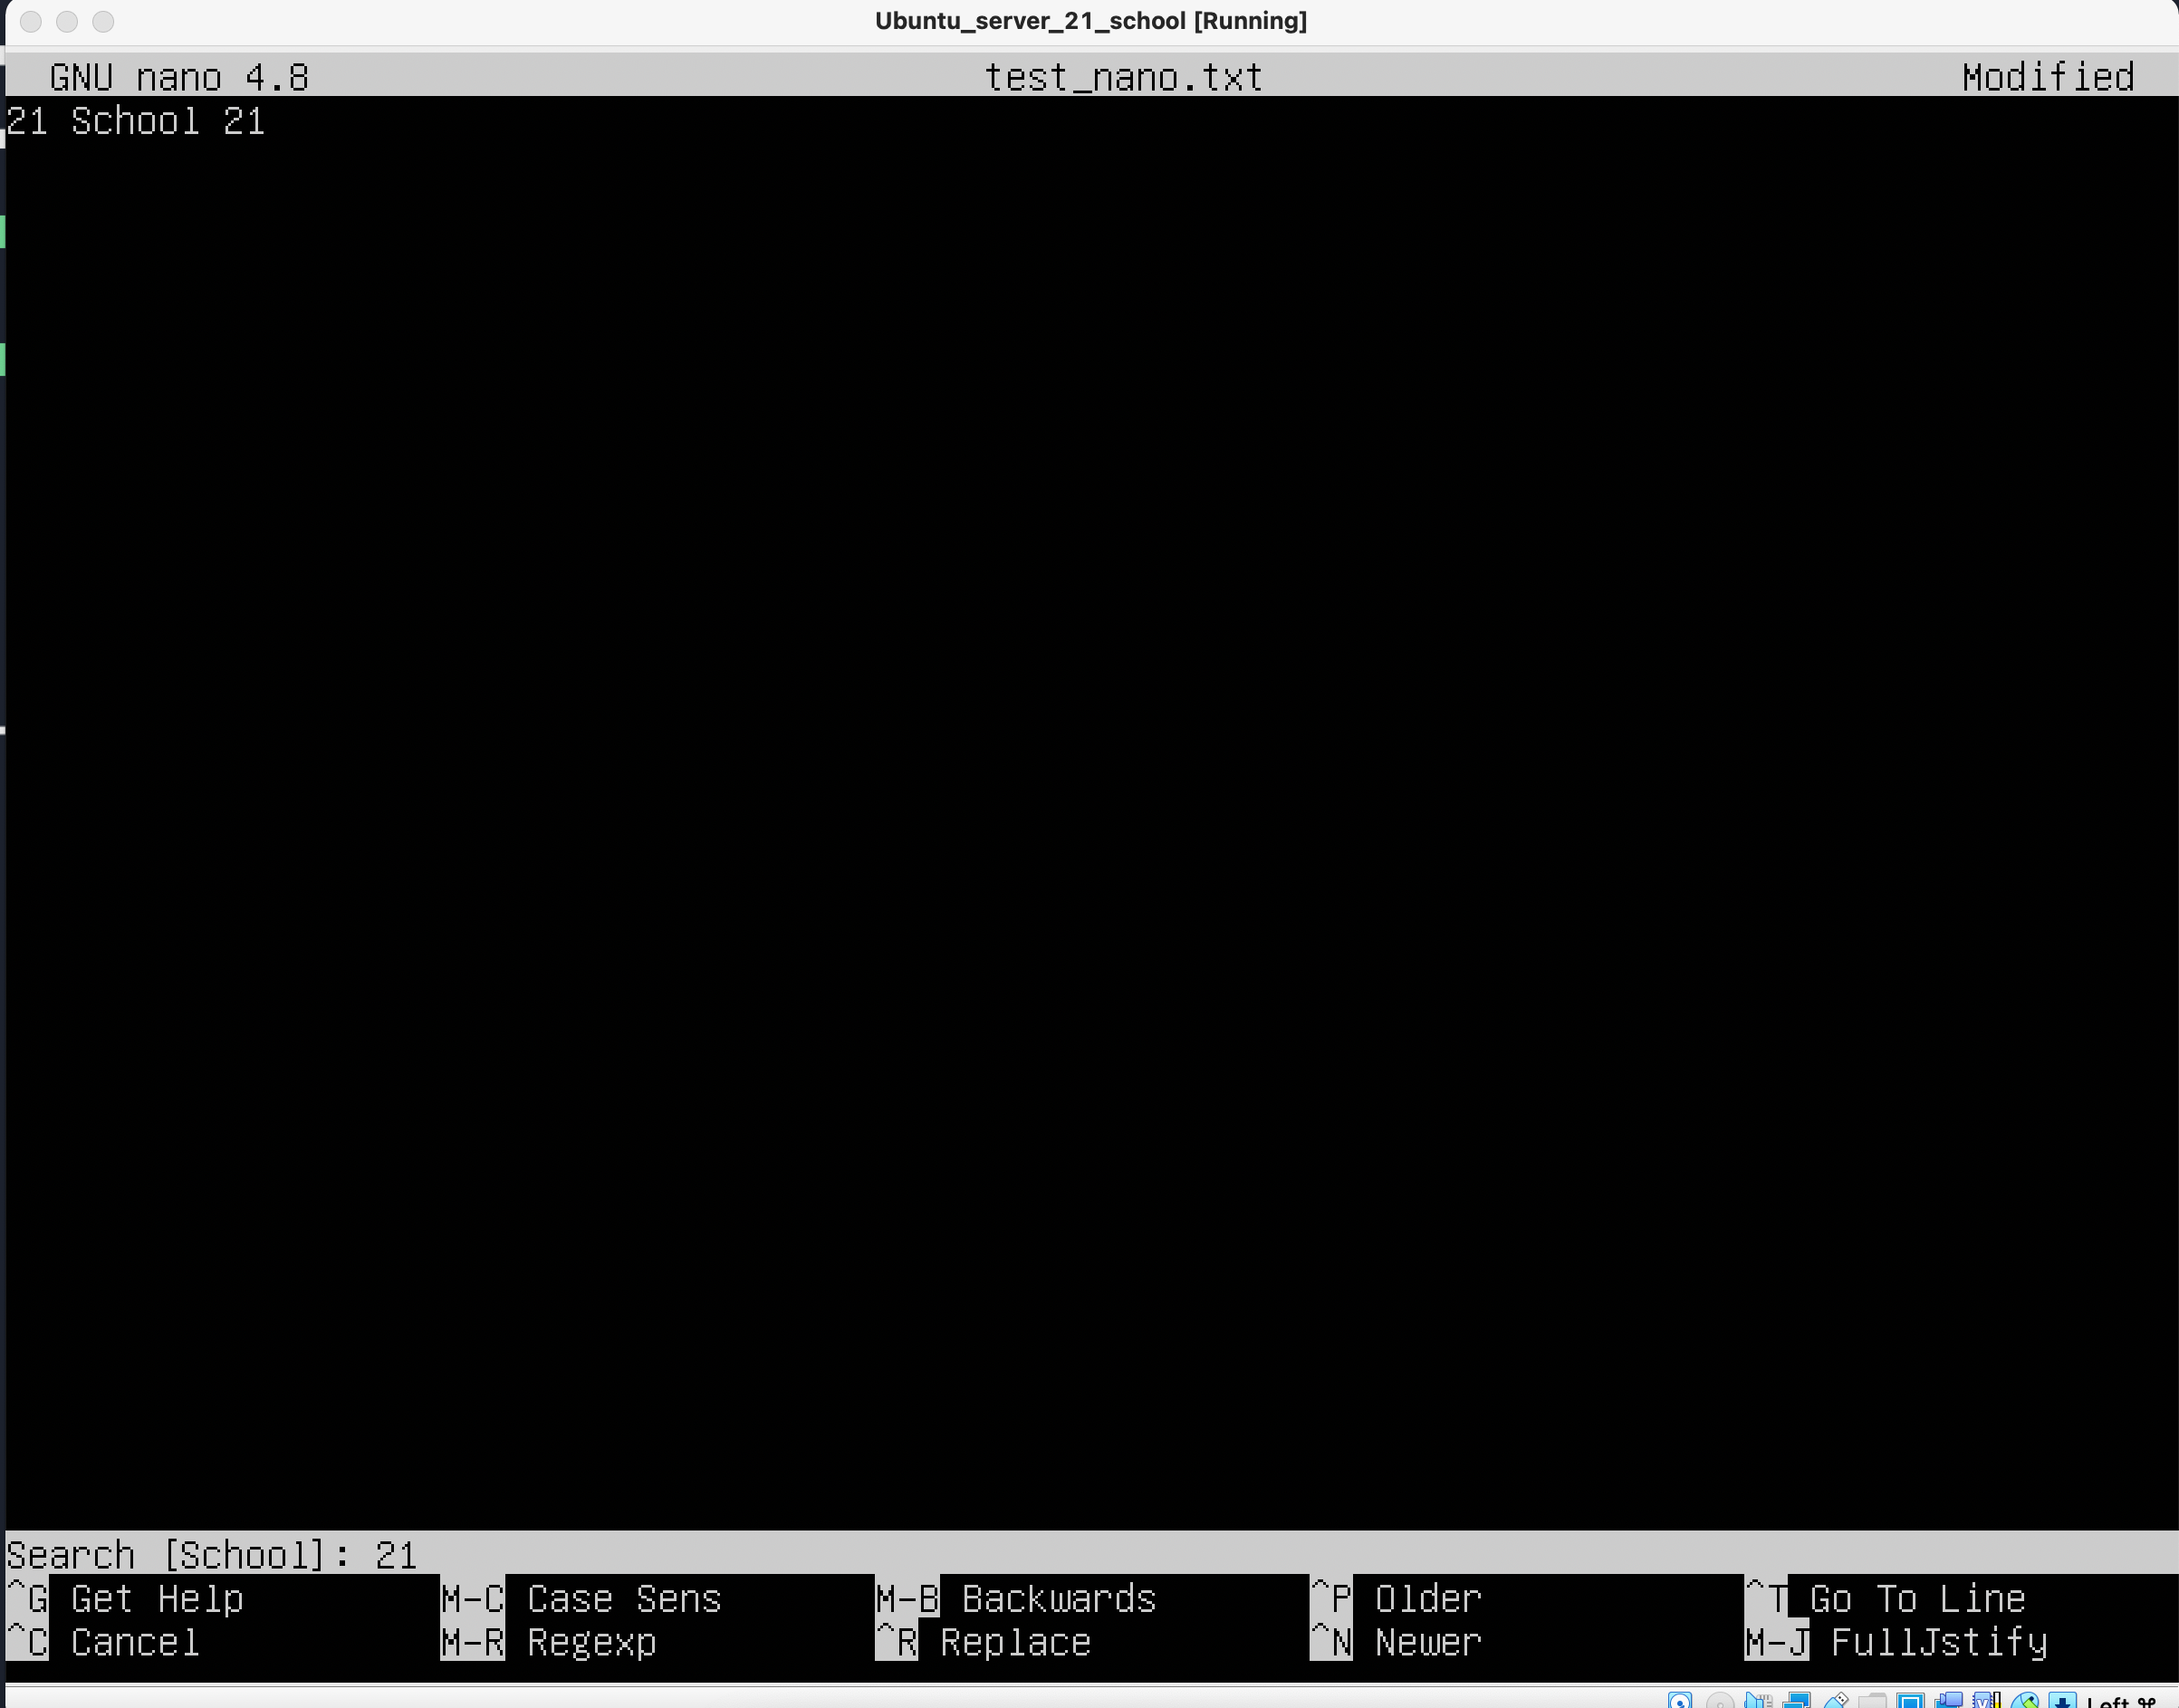 Ubuntu_server_21_school [Running]
GNU nano 4.8 test_nano.txt Modified
21 School 21
Search [School]: 21
^G Get Help M-C Case Sens M-B Backwards ^P Older ^T Go To Line
^C Cancel M-R Regexp ^R Replace ^N Newer M-J FullJstify
Left ⌘